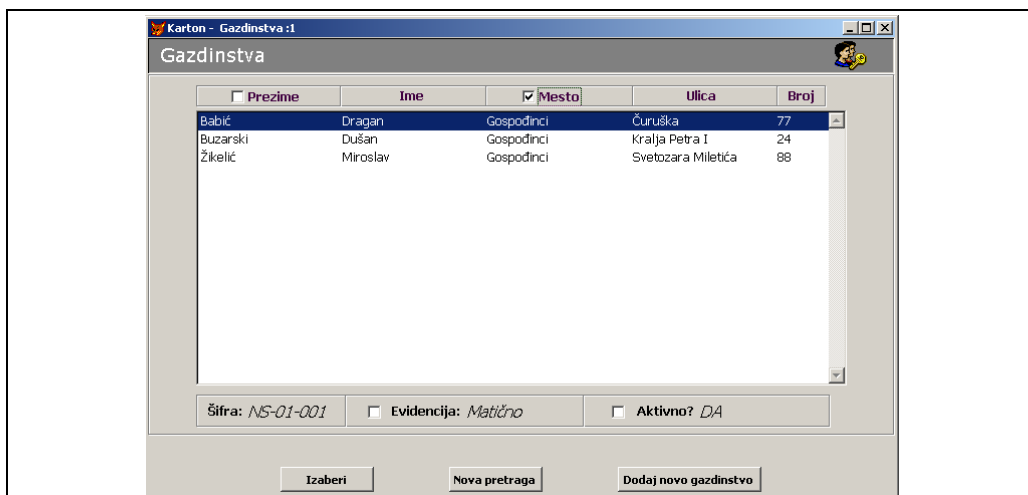 Karton - Gazdinstva :1
Gazdinstva
Prezime Ime Mesto Ulica Broj
Babić Dragan Gospođinci Čuruška 77
Buzarski Dušan Gospođinci Kralja Petra I 24
Žikelić Miroslav Gospođinci Svetozara Miletića 88
Šifra: NS-01-001 Evidencija: Matično Aktivno? DA
Izaberi Nova pretraga Dodaj novo gazdinstvo